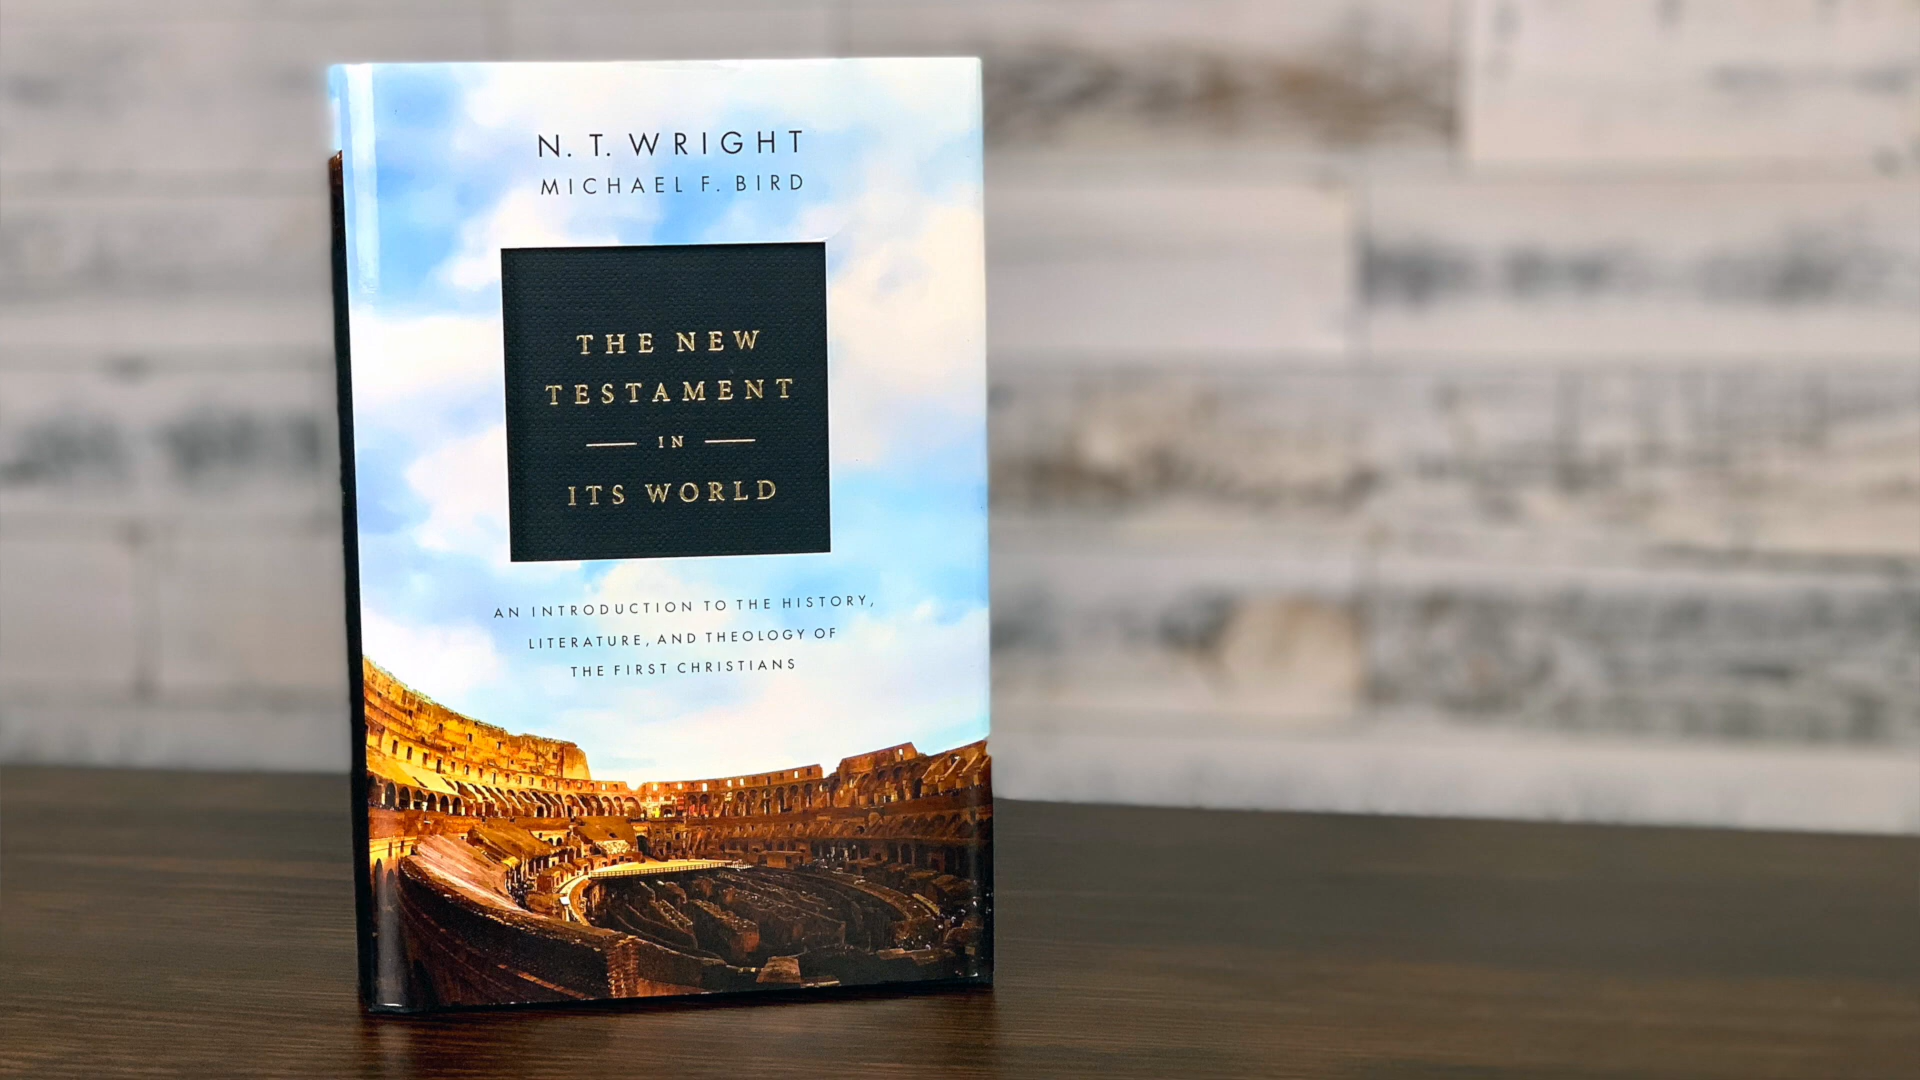 N. T. WRIGHT
MICHAEL F. BIRD
THE NEW
TESTAMENT
IN
ITS WORLD
AN INTRODUCTION TO THE HISTORY,
LITERATURE, AND THEOLOGY OF
THE FIRST CHRISTIANS